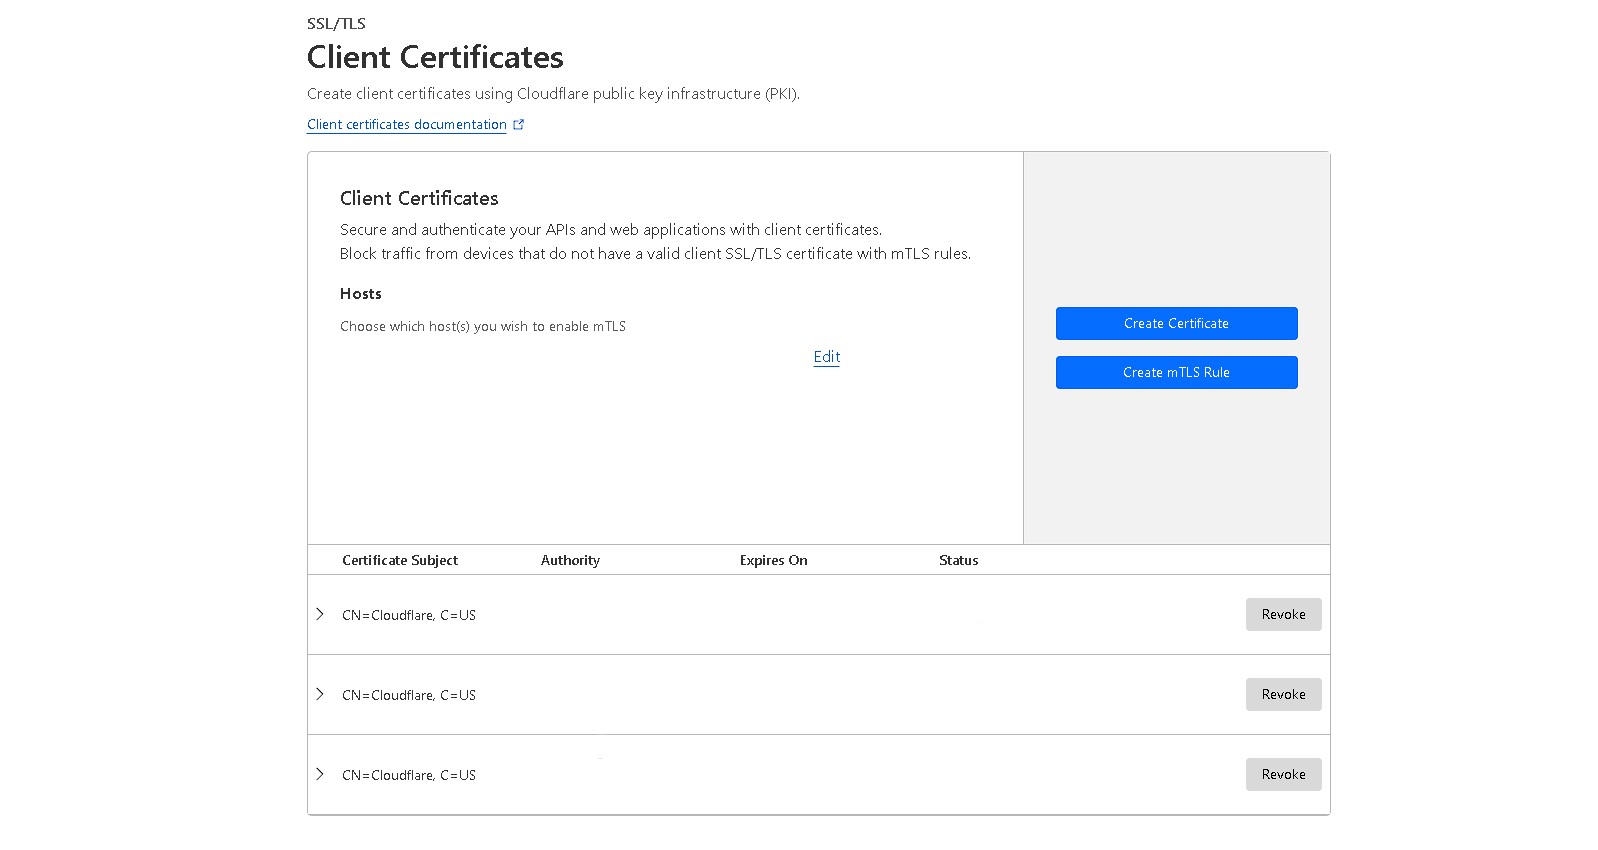 SSL/TLS
Client Certificates
Create client certificates using Cloudflare public key infrastructure (PKI).
Client certificates documentation
Client Certificates
Secure and authenticate your APIs and web applications with client certificates.
Block traffic from devices that do not have a valid client SSL/TLS certificate with mTLS rules.
Hosts
Choose which host(s) you wish to enable mTLS
Edit
Create Certificate
Create mTLS Rule
Certificate Subject Authority Expires On Status
CN=Cloudflare, C=US Revoke
CN=Cloudflare, C=US Revoke
CN=Cloudflare, C=US Revoke